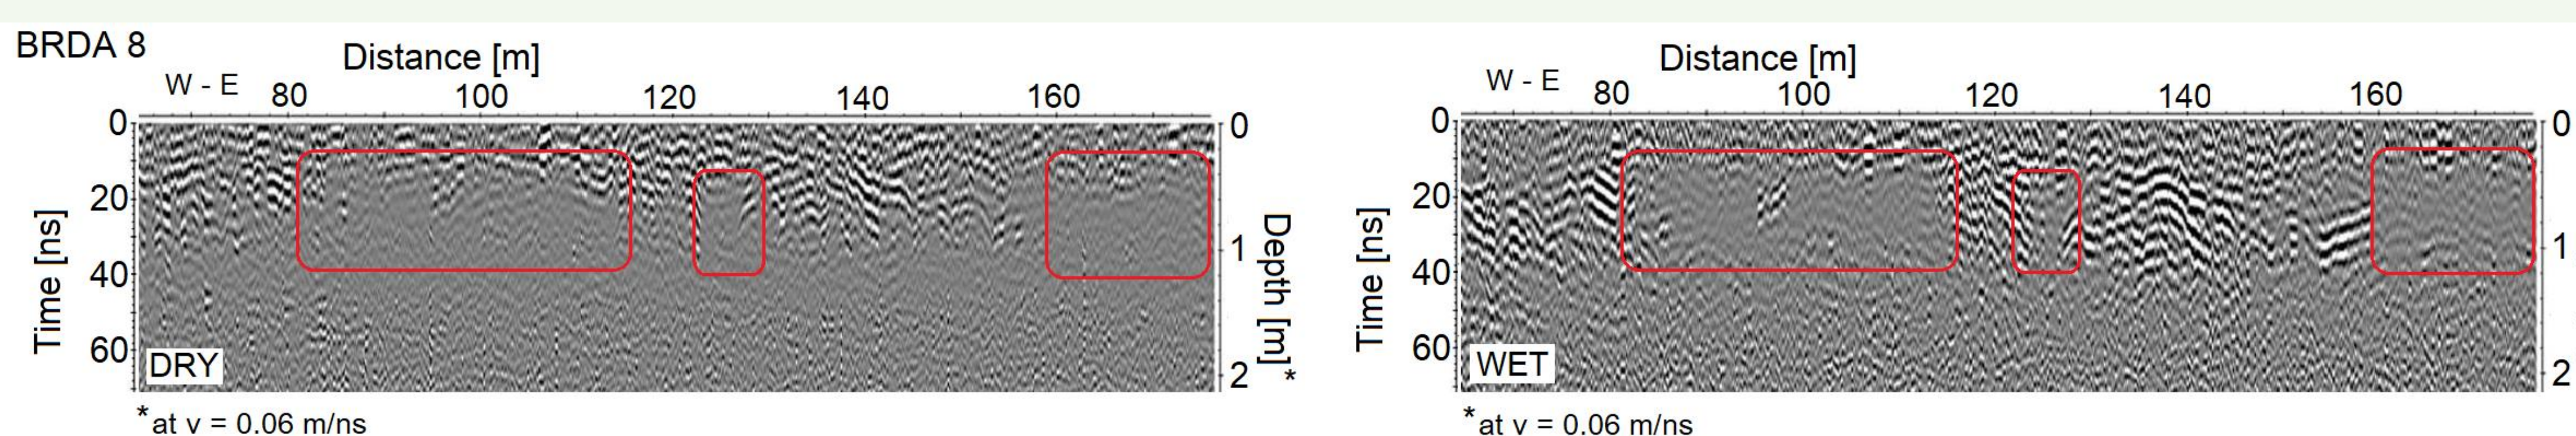 BRDA 8
Distance [m]
W - E
80 100 120 140 160
0
20
40
60
Time [ns]
0
1
2
Depth [m]*
DRY
*at v = 0.06 m/ns
Distance [m]
W - E
80 100 120 140 160
0
20
40
60
Time [ns]
0
1
2
WET
*at v = 0.06 m/ns